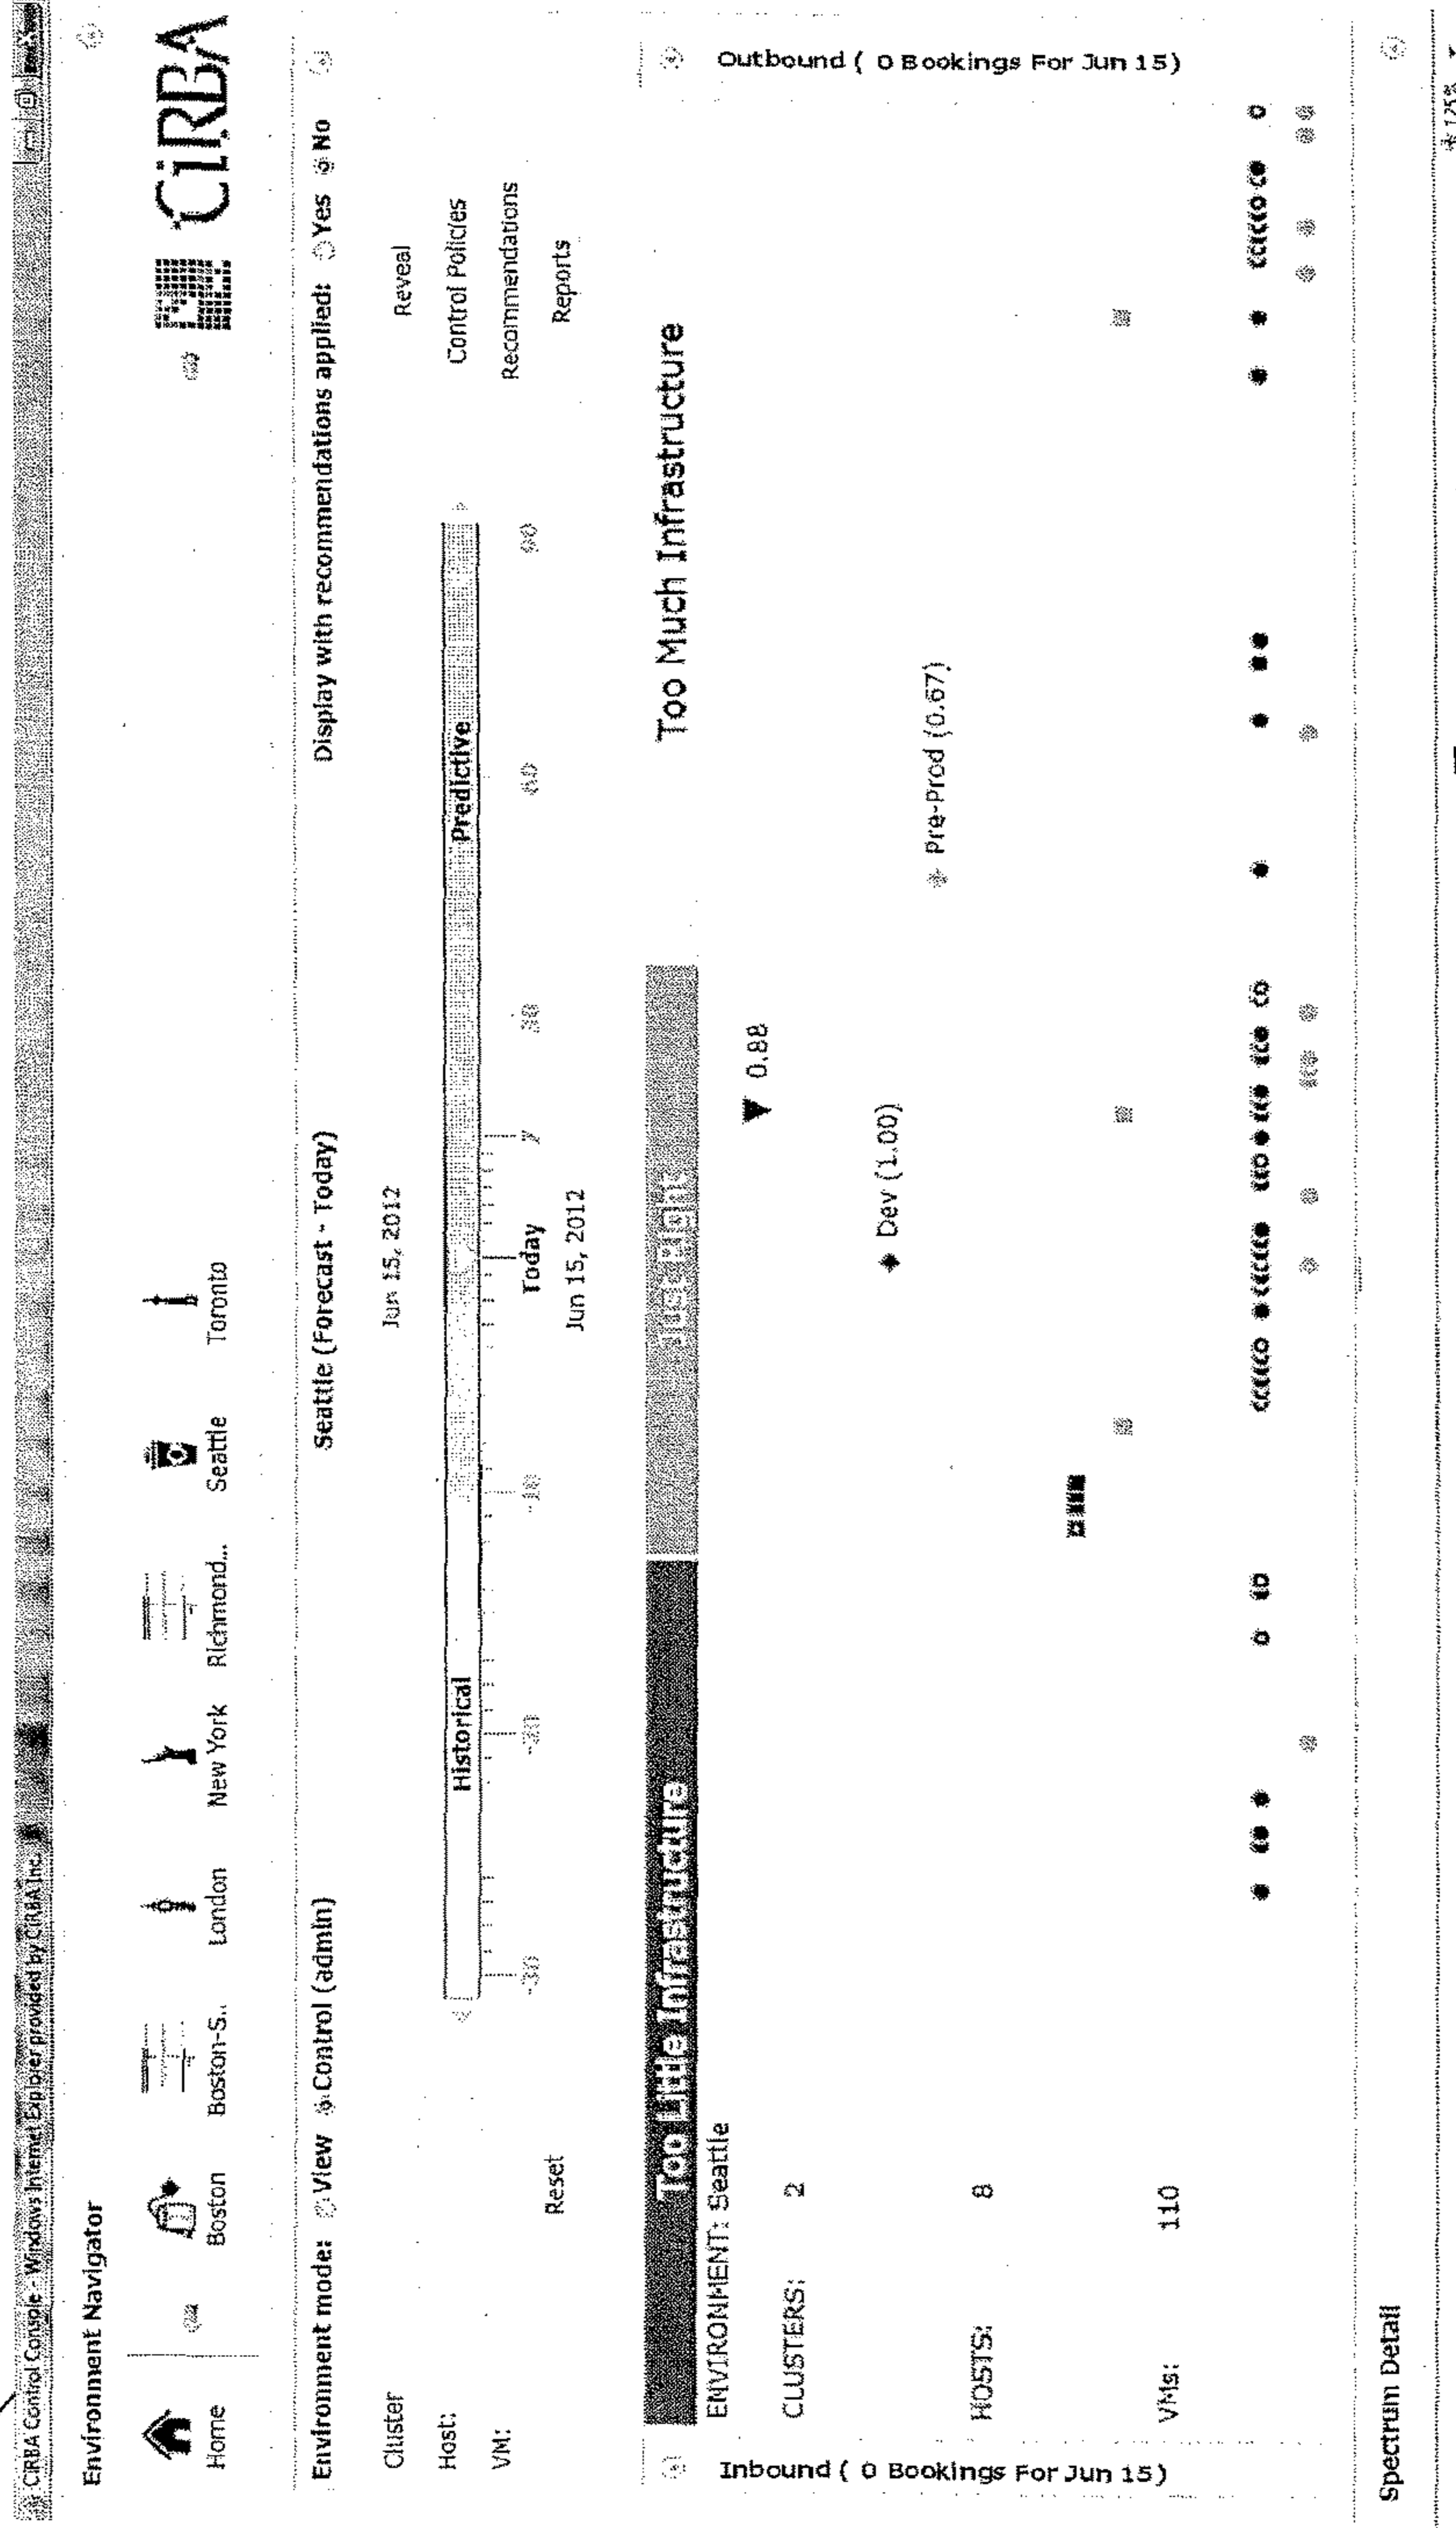 CiRBA Control Console - Windows Internet Explorer provided by CiRBA Inc.
Environment Navigator
Home
Boston
Boston-S..
London
New York
Richmond...
Seattle
Toronto
CiRBA
Environment mode: View Control (admin)
Seattle (Forecast - Today)
Display with recommendations applied: Yes No
Cluster
Host:
VM:
Reset
Jun 15, 2012
Historical
Predictive
-30
-20
-10
Today
7
30
60
90
Jun 15, 2012
Reveal
Control Policies
Recommendations
Reports
Too Little Infrastructure
Just Right
Too Much Infrastructure
Inbound ( 0 Bookings For Jun 15)
Outbound ( 0 Bookings For Jun 15)
ENVIRONMENT: Seattle
0.88
CLUSTERS: 2
Dev (1.00)
Pre-Prod (0.67)
HOSTS: 8
VMs: 110
Spectrum Detail
125%